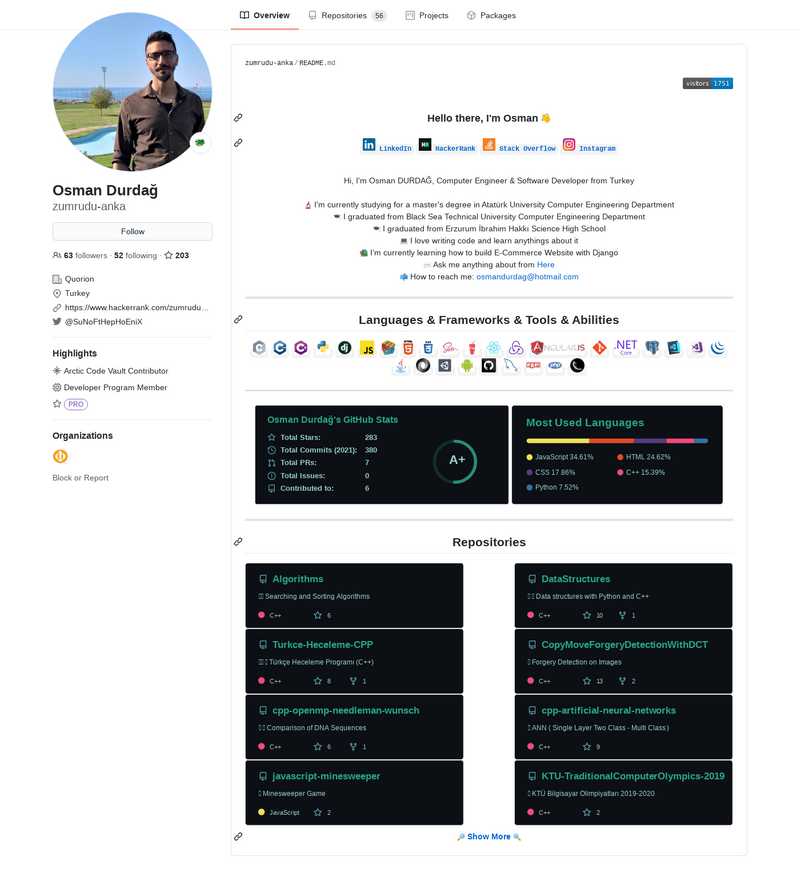 Overview
Repositories 56
Projects
Packages
Osman Durdağ
zumrudu-anka
Follow
63 followers · 52 following · 203
Quorion
Turkey
https://www.hackerrank.com/zumrudu...
@SuNoFtHepHoEniX
Highlights
Arctic Code Vault Contributor
Developer Program Member
PRO
Organizations
Block or Report
zumrudu-anka / README.md
visitors 1751
Hello there, I'm Osman
LinkedIn HackerRank Stack Overflow Instagram
Hi, I'm Osman DURDAĞ, Computer Engineer & Software Developer from Turkey
I'm currently studying for a master's degree in Atatürk University Computer Engineering Department
I graduated from Black Sea Technical University Computer Engineering Department
I graduated from Erzurum İbrahim Hakkı Science High School
I love writing code and learn anythings about it
I'm currently learning how to build E-Commerce Website with Django
Ask me anything about from Here
How to reach me: osmandurdag@hotmail.com
Languages & Frameworks & Tools & Abilities
dj JS Sass ANGULARJS .NET Core
php
Osman Durdağ's GitHub Stats
Total Stars: 283
Total Commits (2021): 380
Total PRs: 7
Total Issues: 0
Contributed to: 6
A+
Most Used Languages
JavaScript 34.61%
HTML 24.62%
CSS 17.86%
C++ 15.39%
Python 7.52%
Repositories
Algorithms
Searching and Sorting Algorithms
C++ 6
DataStructures
Data structures with Python and C++
C++ 10 1
Turkce-Heceleme-CPP
Türkçe Heceleme Programı (C++)
C++ 8 1
CopyMoveForgeryDetectionWithDCT
Forgery Detection on Images
C++ 13 2
cpp-openmp-needleman-wunsch
Comparison of DNA Sequences
C++ 6 1
cpp-artificial-neural-networks
ANN ( Single Layer Two Class - Multi Class )
C++ 9
javascript-minesweeper
Minesweeper Game
JavaScript 2
KTU-TraditionalComputerOlympics-2019
KTÜ Bilgisayar Olimpiyatları 2019-2020
C++ 2
Show More